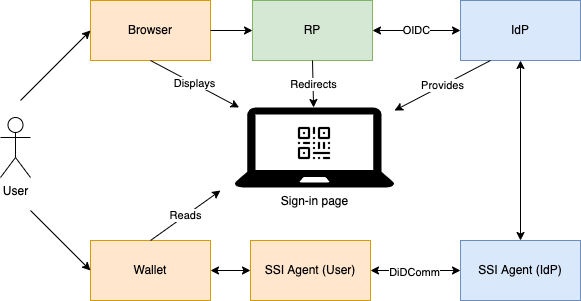 Browser
RP
OIDC
IdP
Displays
Redirects
Provides
User
Sign-in page
Reads
Wallet
SSI Agent (User)
DiDComm
SSI Agent (IdP)